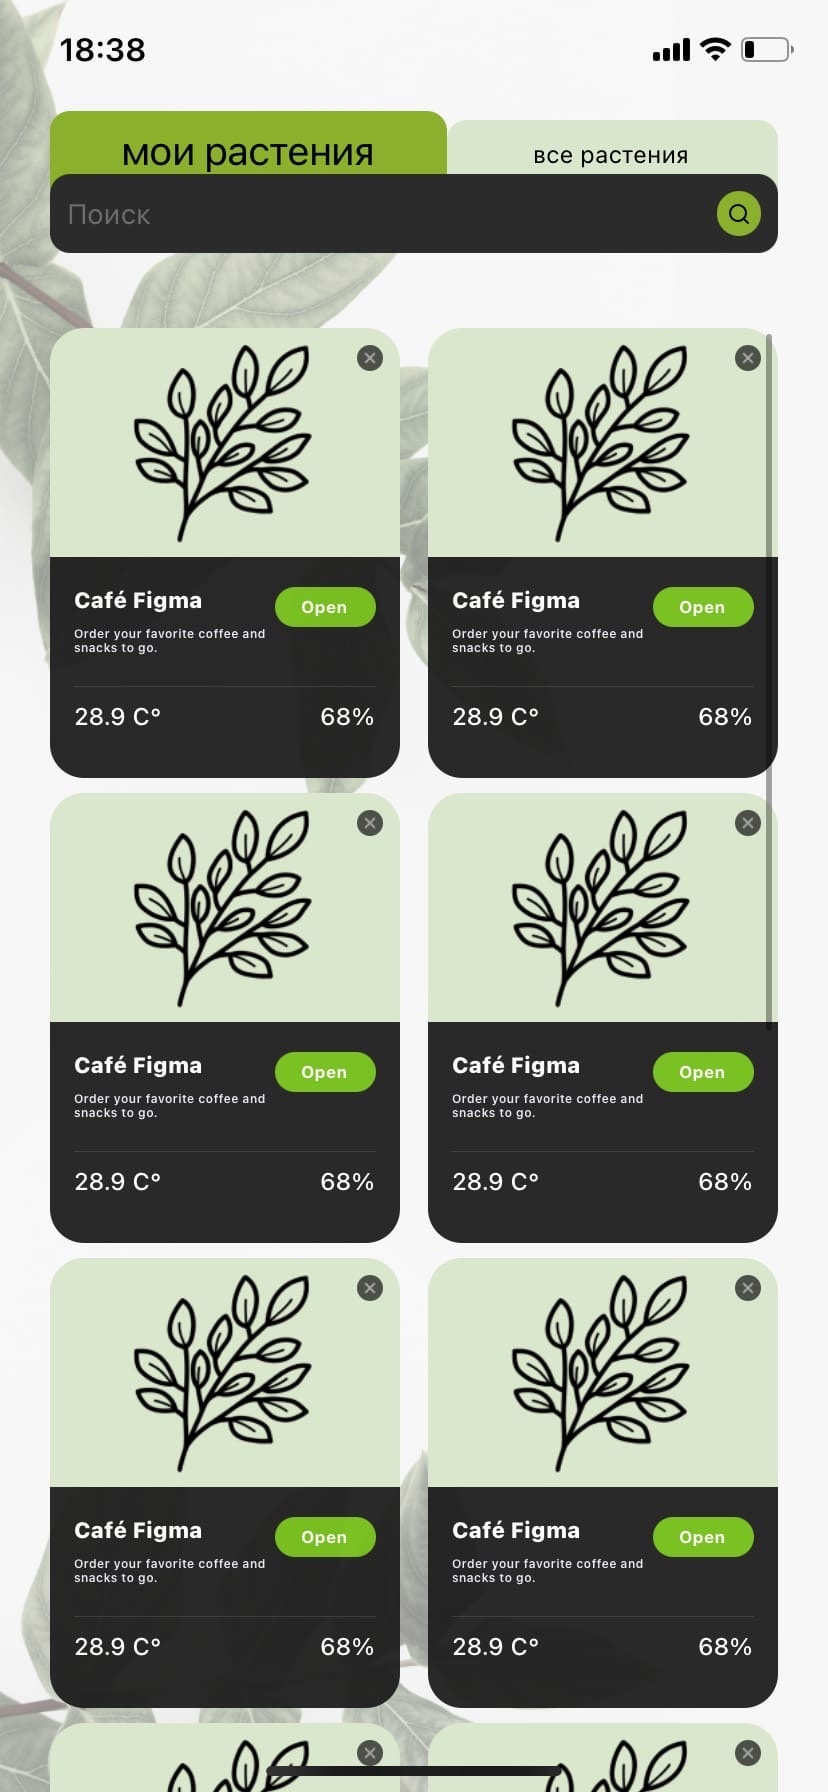 18:38
мои растения
все растения
Поиск
Café Figma
Open
Order your favorite coffee and
snacks to go.
28.9 C°
68%
Café Figma
Open
Order your favorite coffee and
snacks to go.
28.9 C°
68%
Café Figma
Open
Order your favorite coffee and
snacks to go.
28.9 C°
68%
Café Figma
Open
Order your favorite coffee and
snacks to go.
28.9 C°
68%
Café Figma
Open
Order your favorite coffee and
snacks to go.
28.9 C°
68%
Café Figma
Open
Order your favorite coffee and
snacks to go.
28.9 C°
68%